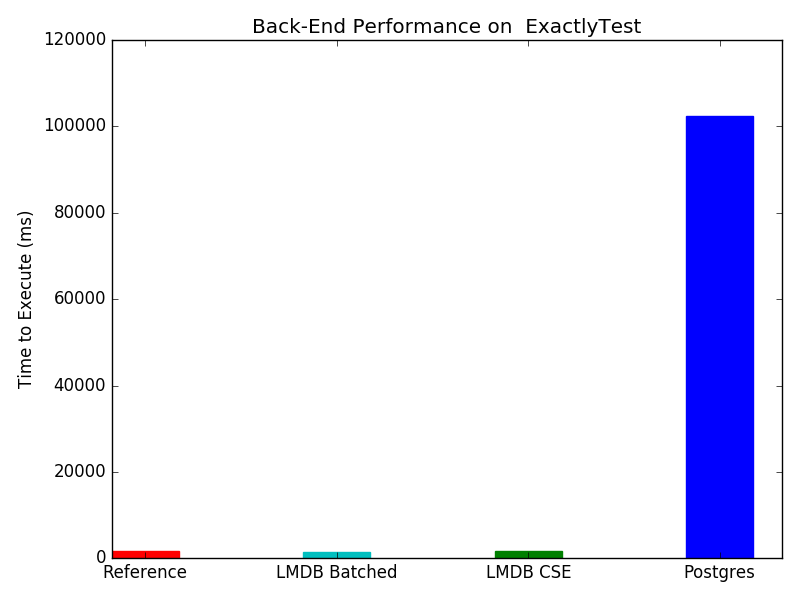 Back-End Performance on  ExactlyTest
Time to Execute (ms)
120000
100000
80000
60000
40000
20000
0
Reference
LMDB Batched
LMDB CSE
Postgres